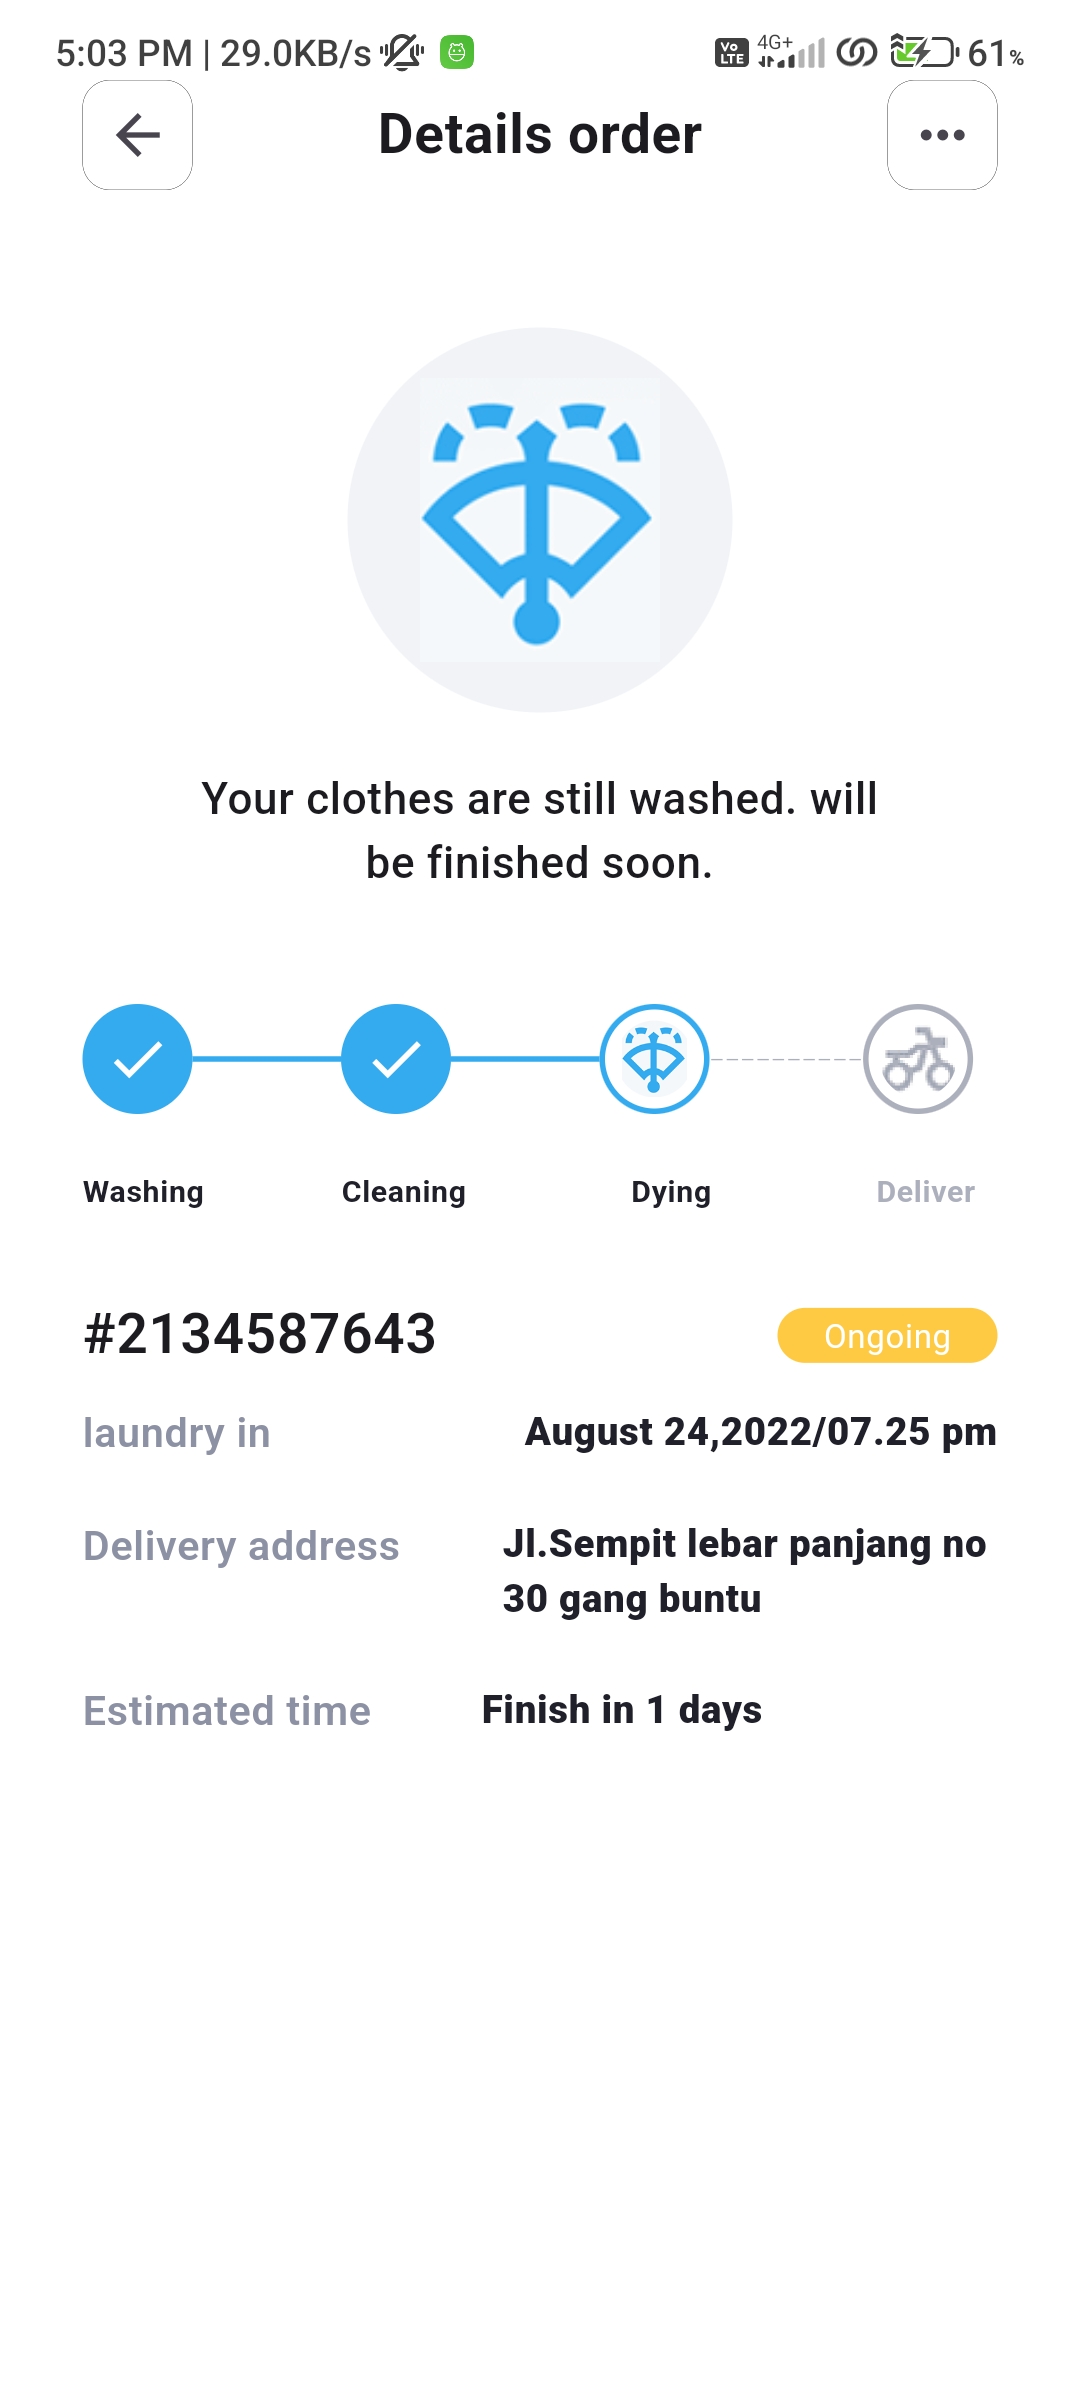 5:03 PM | 29.0KB/s Vo LTE 4G+ 61%
Details order
Your clothes are still washed. will
be finished soon.
Washing Cleaning Dying Deliver
#2134587643 Ongoing
laundry in August 24,2022/07.25 pm
Delivery address Jl.Sempit lebar panjang no
30 gang buntu
Estimated time Finish in 1 days